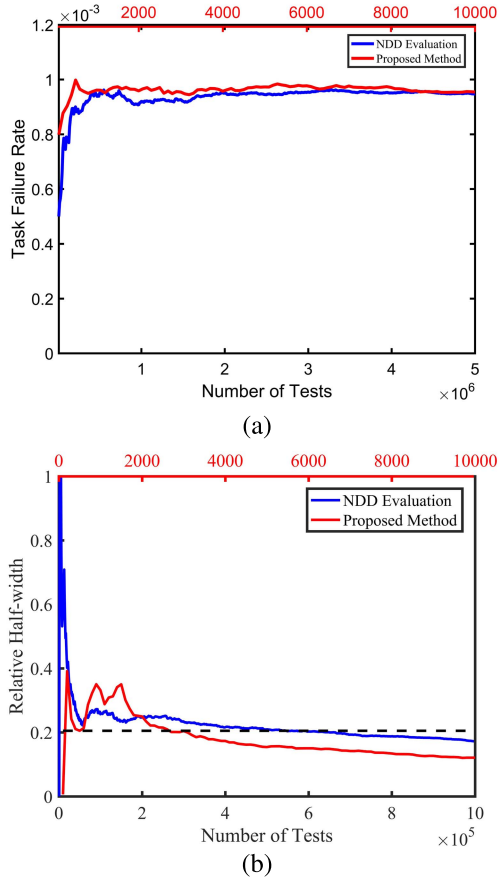 0 2000 4000 6000 8000 10000
×10⁻³
1.2
1
0.8
0.6
0.4
0.2
0
Task Failure Rate
NDD Evaluation
Proposed Method
1 2 3 4 5
Number of Tests
×10⁶
(a)
0 2000 4000 6000 8000 10000
1
0.8
0.6
0.4
0.2
0
Relative Half-width
NDD Evaluation
Proposed Method
0 2 4 6 8 10
Number of Tests
×10⁵
(b)